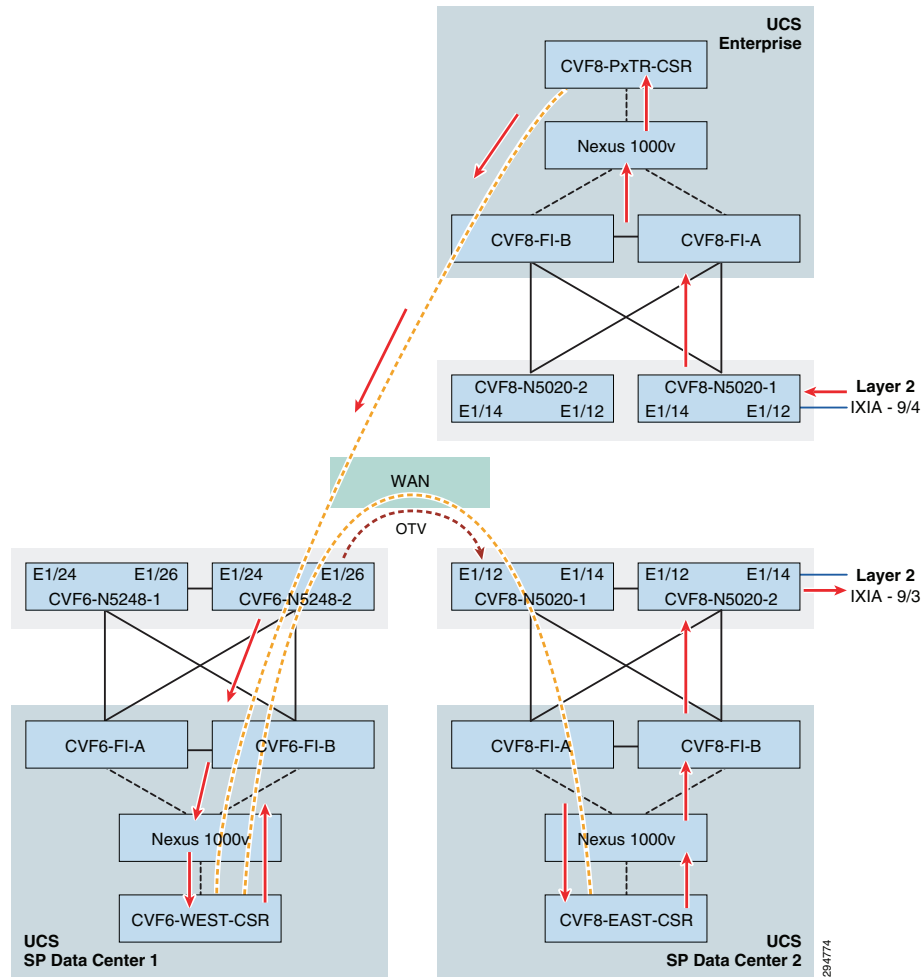 UCS
Enterprise
CVF8-PxTR-CSR
Nexus 1000v
CVF8-FI-B
CVF8-FI-A
CVF8-N5020-2
E1/14 E1/12
CVF8-N5020-1
E1/14 E1/12
Layer 2
IXIA - 9/4
WAN
OTV
E1/24 E1/26
CVF6-N5248-1
E1/24 E1/26
CVF6-N5248-2
E1/12 E1/14
CVF8-N5020-1
E1/12 E1/14
CVF8-N5020-2
Layer 2
IXIA - 9/3
CVF6-FI-A
CVF6-FI-B
CVF8-FI-A
CVF8-FI-B
Nexus 1000v
Nexus 1000v
CVF6-WEST-CSR
CVF8-EAST-CSR
UCS
SP Data Center 1
UCS
SP Data Center 2
294774